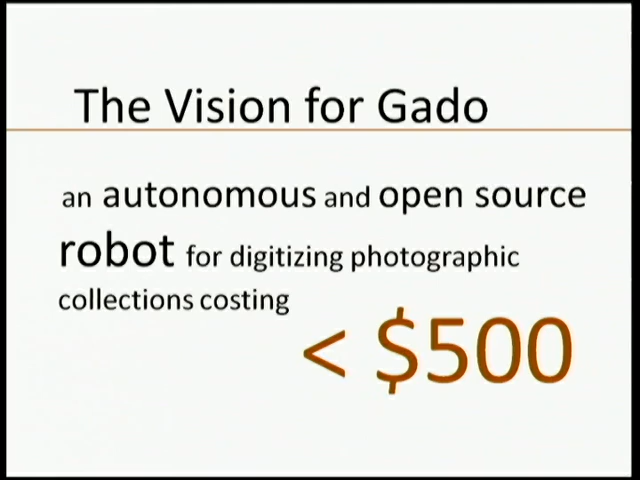 The Vision for Gado
an autonomous and open source
robot for digitizing photographic
collections costing
< $500